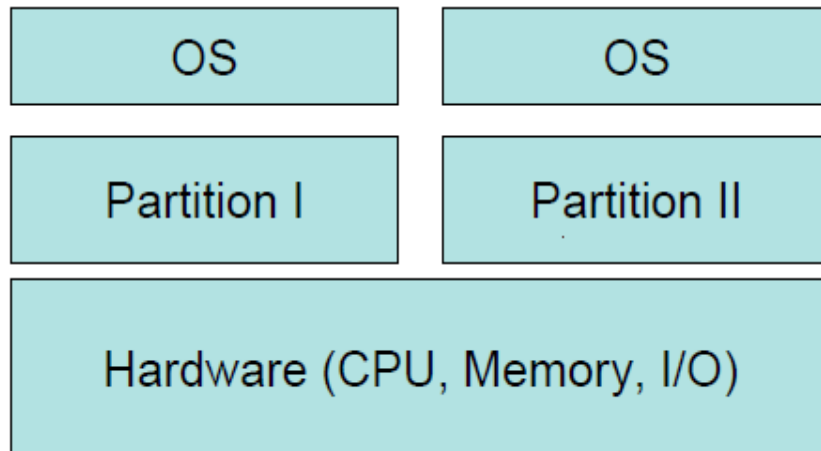 OS
OS
Partition I
Partition II
Hardware (CPU, Memory, I/O)